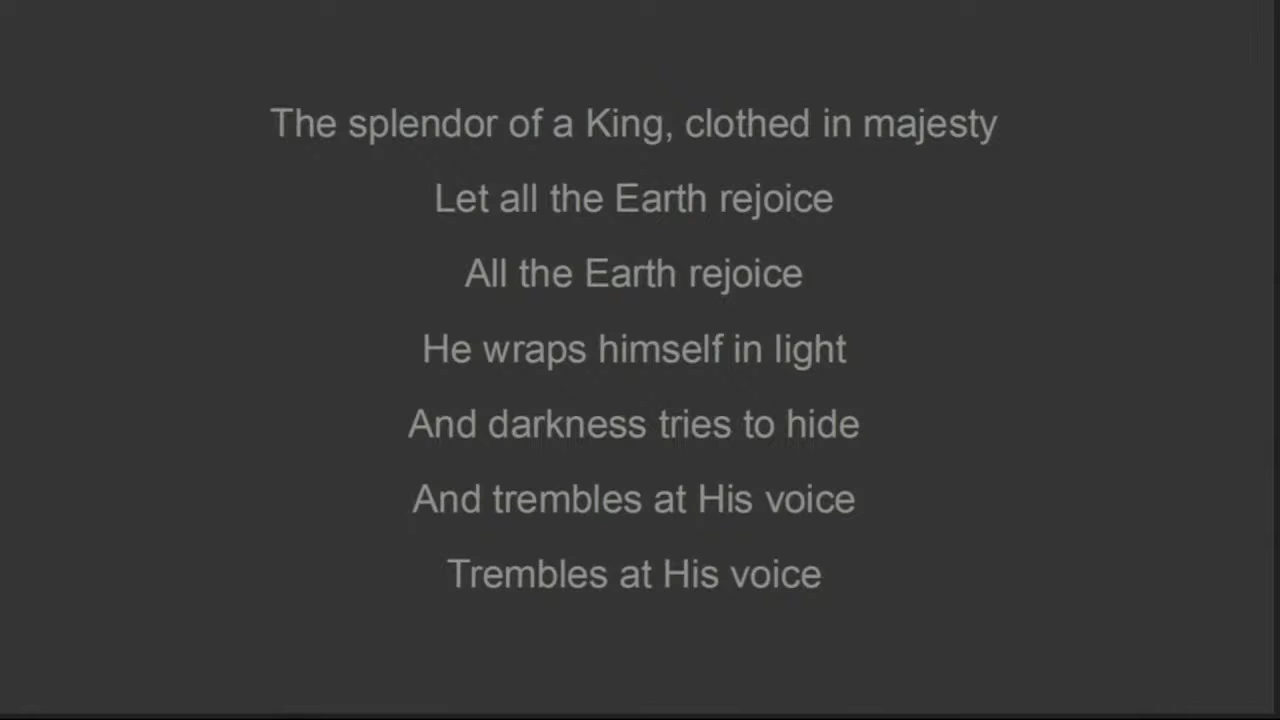 The splendor of a King, clothed in majesty
Let all the Earth rejoice
All the Earth rejoice
He wraps himself in light
And darkness tries to hide
And trembles at His voice
Trembles at His voice